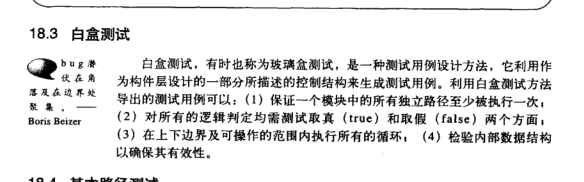 18.3 白盒测试
bug潜
伏在角
落及在边界处
聚集。——
Boris Beizer
白盒测试，有时也称为玻璃盒测试，是一种测试用例设计方法，它利用作
为构件层设计的一部分所描述的控制结构来生成测试用例。利用白盒测试方法
导出的测试用例可以：（1）保证一个模块中的所有独立路径至少被执行一次；
（2）对所有的逻辑判定均需测试取真（true）和取假（false）两个方面；
（3）在上下边界及可操作的范围内执行所有的循环；（4）检验内部数据结构
以确保其有效性。
18.4 基本路径测试